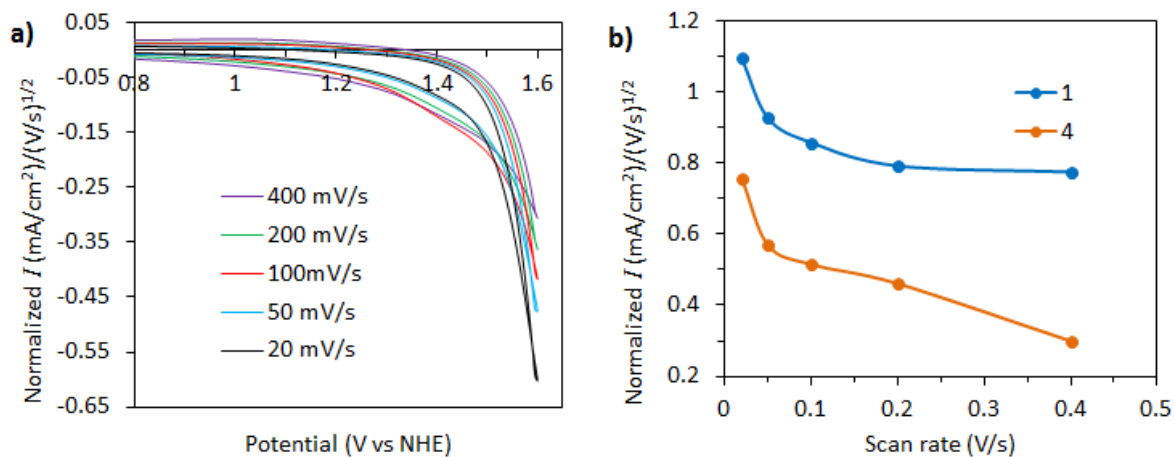 a)
Normalized I (mA/cm²)/(V/s)^1/2
0.05
-0.05
-0.15
-0.25
-0.35
-0.45
-0.55
-0.65
0.8
1
1.2
1.4
1.6
400 mV/s
200 mV/s
100mV/s
50 mV/s
20 mV/s
Potential (V vs NHE)
b)
Normalized I (mA/cm²)/(V/s)^1/2
1.2
1
0.8
0.6
0.4
0.2
0
0.1
0.2
0.3
0.4
0.5
1
4
Scan rate (V/s)